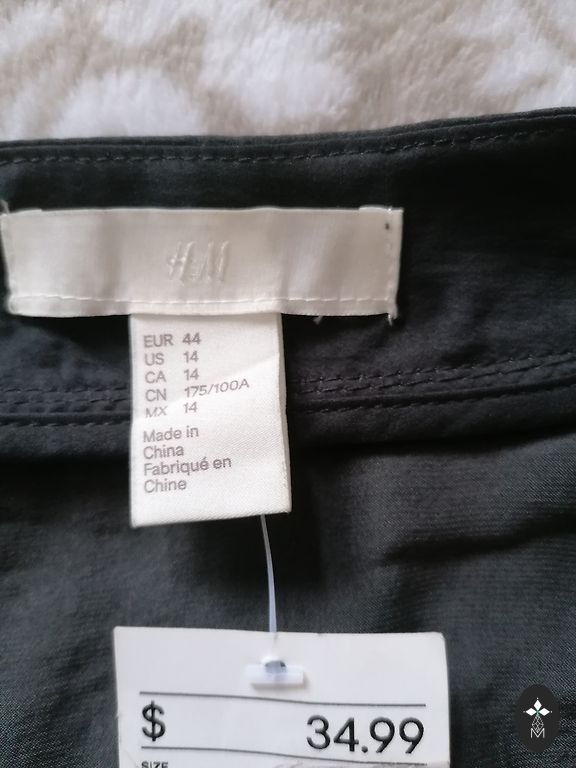 H&M
EUR 44
US 14
CA 14
CN 175/100A
MX 14
Made in
China
Fabriqué en
Chine
$ 34.99
SIZE
M